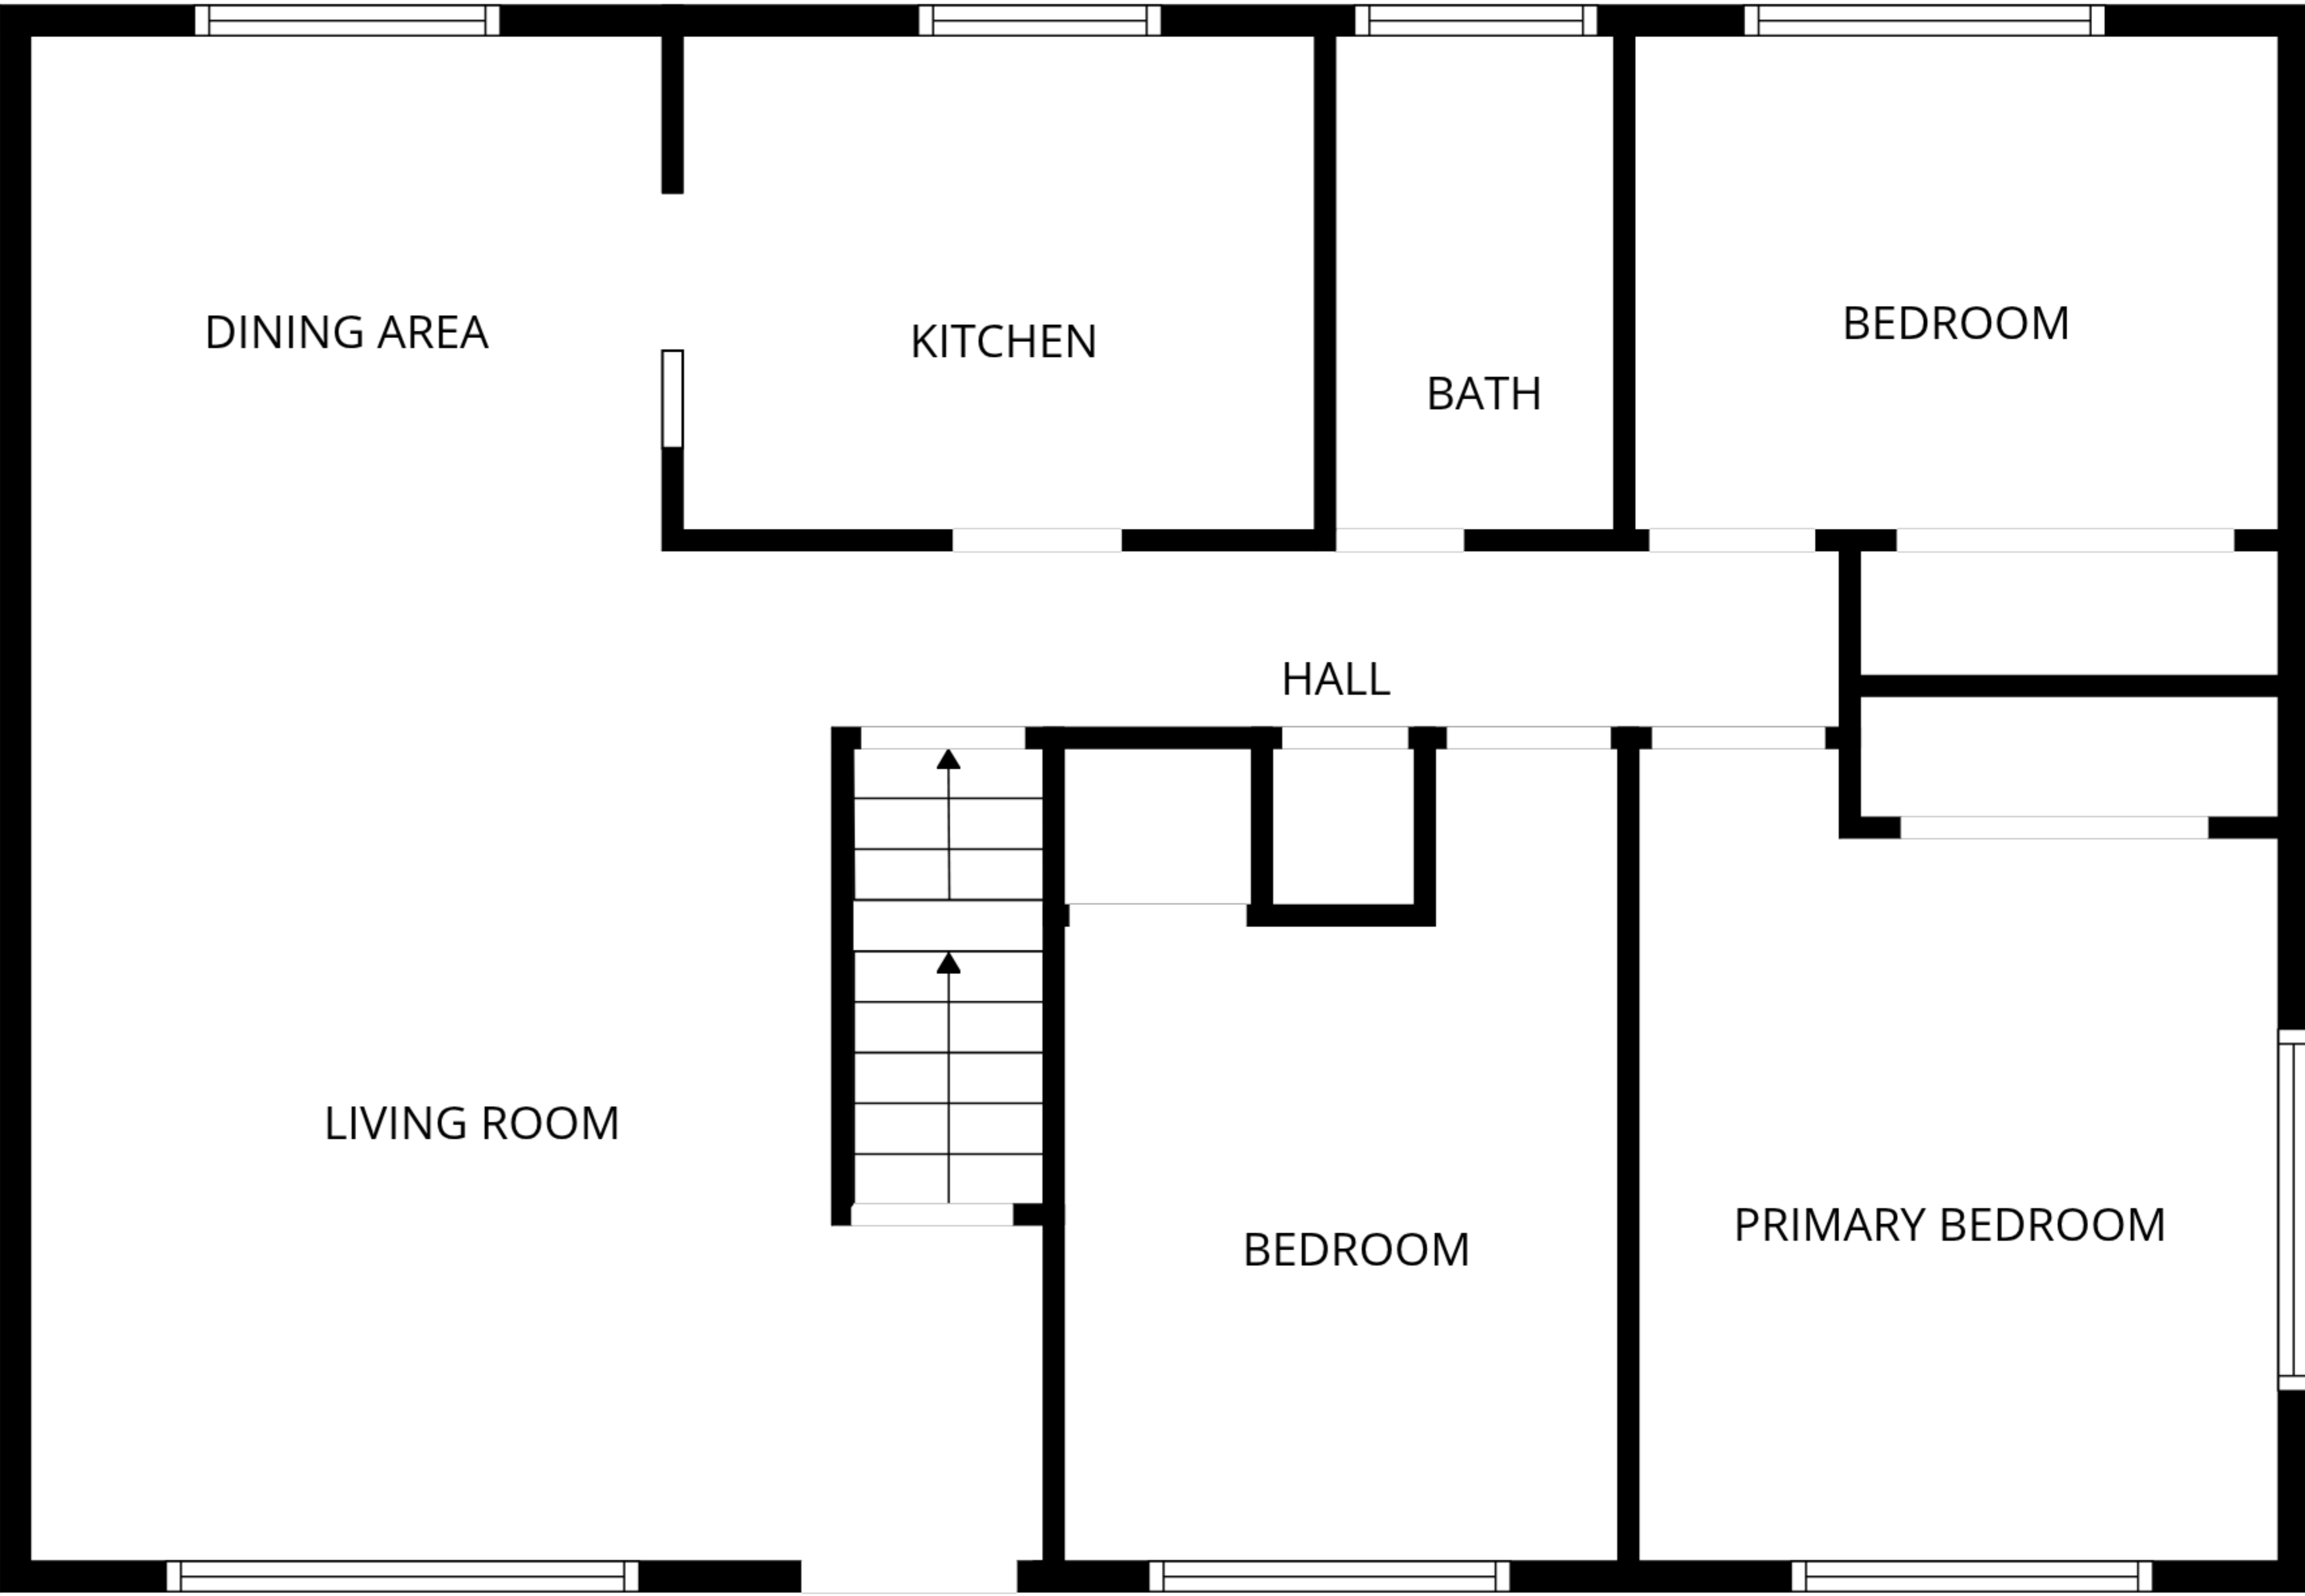 DINING AREA
KITCHEN
BATH
BEDROOM
HALL
LIVING ROOM
BEDROOM
PRIMARY BEDROOM